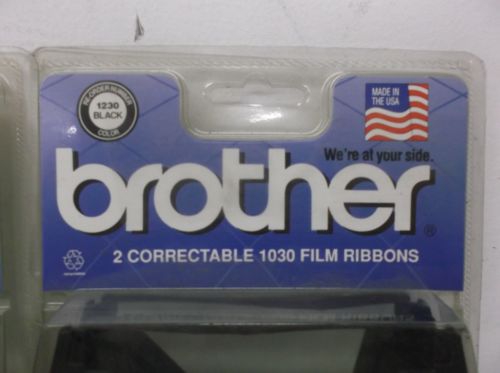 RE-ORDER NUMBER
1230
BLACK
COLOR
MADE IN
THE USA
We're at your side.
brother®
2 CORRECTABLE 1030 FILM RIBBONS